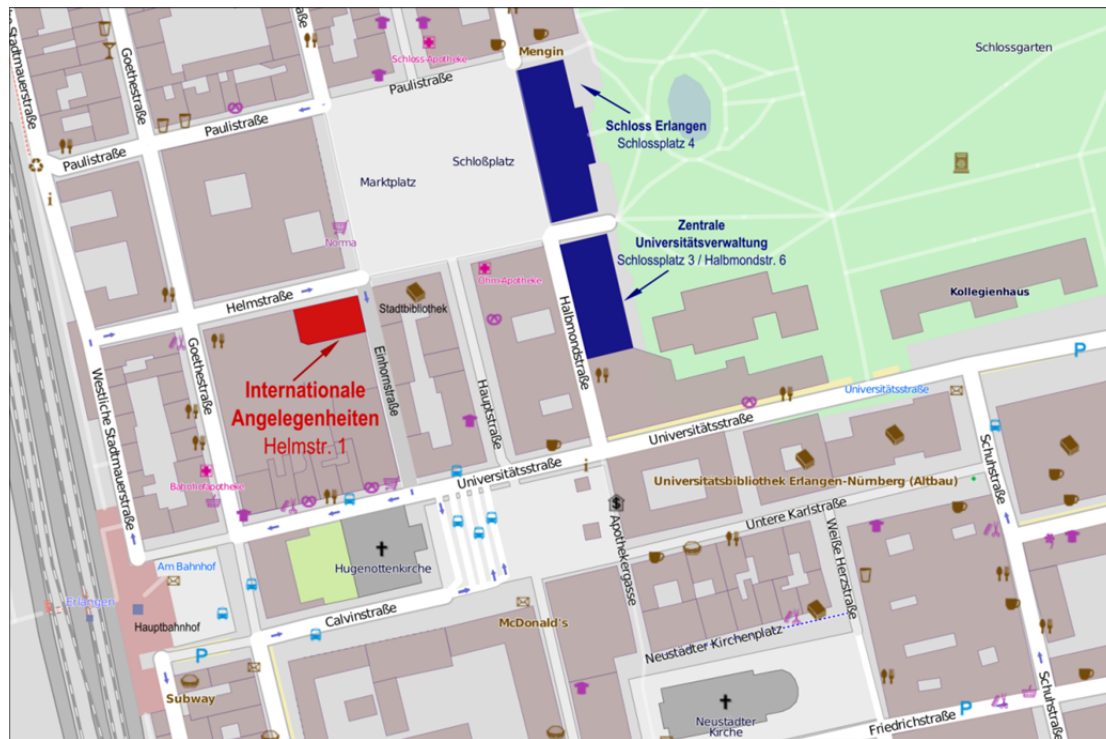 Westliche Stadtmauerstraße
Goethestraße
Schloss-Apotheke
Mengin
Schlossgarten
Paulistraße
Paulistraße
Paulistraße
Schloss Erlangen
Schlossplatz 4
Schloßplatz
Marktplatz
Norma
Zentrale
Universitätsverwaltung
Schlossplatz 3 / Halbmondstr. 6
Ohm-Apotheke
Kollegienhaus
Helmstraße
Stadtbibliothek
Halbmondstraße
Goethestraße
Einhornstraße
Hauptstraße
Westliche Stadtmauerstraße
Internationale
Angelegenheiten
Helmstr. 1
P
Universitätsstraße
Universitätsstraße
Schuhstraße
Bahnhofapotheke
Universitätsstraße
i
i
Universitätsbibliothek Erlangen-Nürnberg (Altbau)
$
Untere Karlstraße
Apothekergasse
Weiße Herzstraße
Am Bahnhof
Hugenottenkirche
Erlangen
Hauptbahnhof
Calvinstraße
McDonald's
Neustädter Kirchenplatz
P
Subway
Neustädter
Kirche
P
Friedrichstraße
Schuhstraße